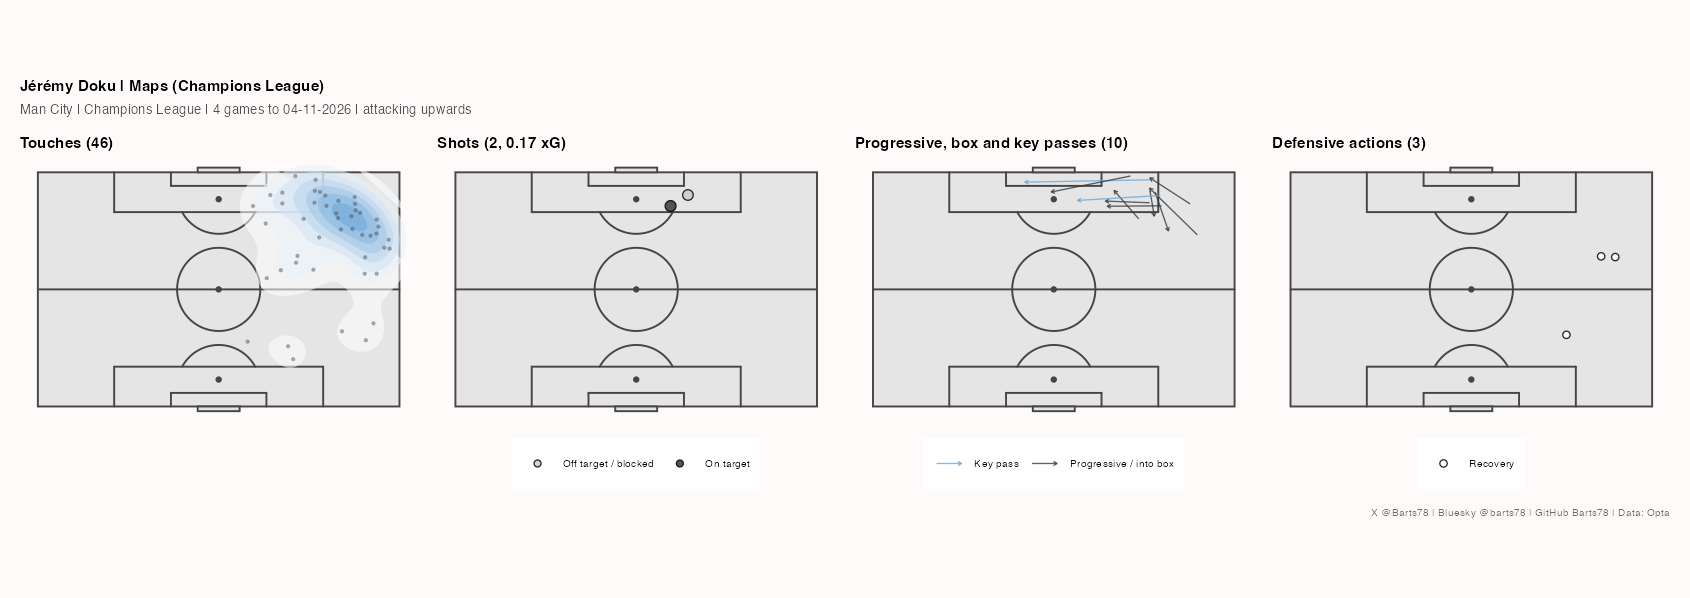 Jérémy Doku | Maps (Champions League)
Man City | Champions League | 4 games to 04-11-2026 | attacking upwards
Touches (46)
Shots (2, 0.17 xG)
Progressive, box and key passes (10)
Defensive actions (3)
Off target / blocked
On target
Key pass
Progressive / into box
Recovery
X @Barts78 | Bluesky @barts78 | GitHub Barts78 | Data: Opta